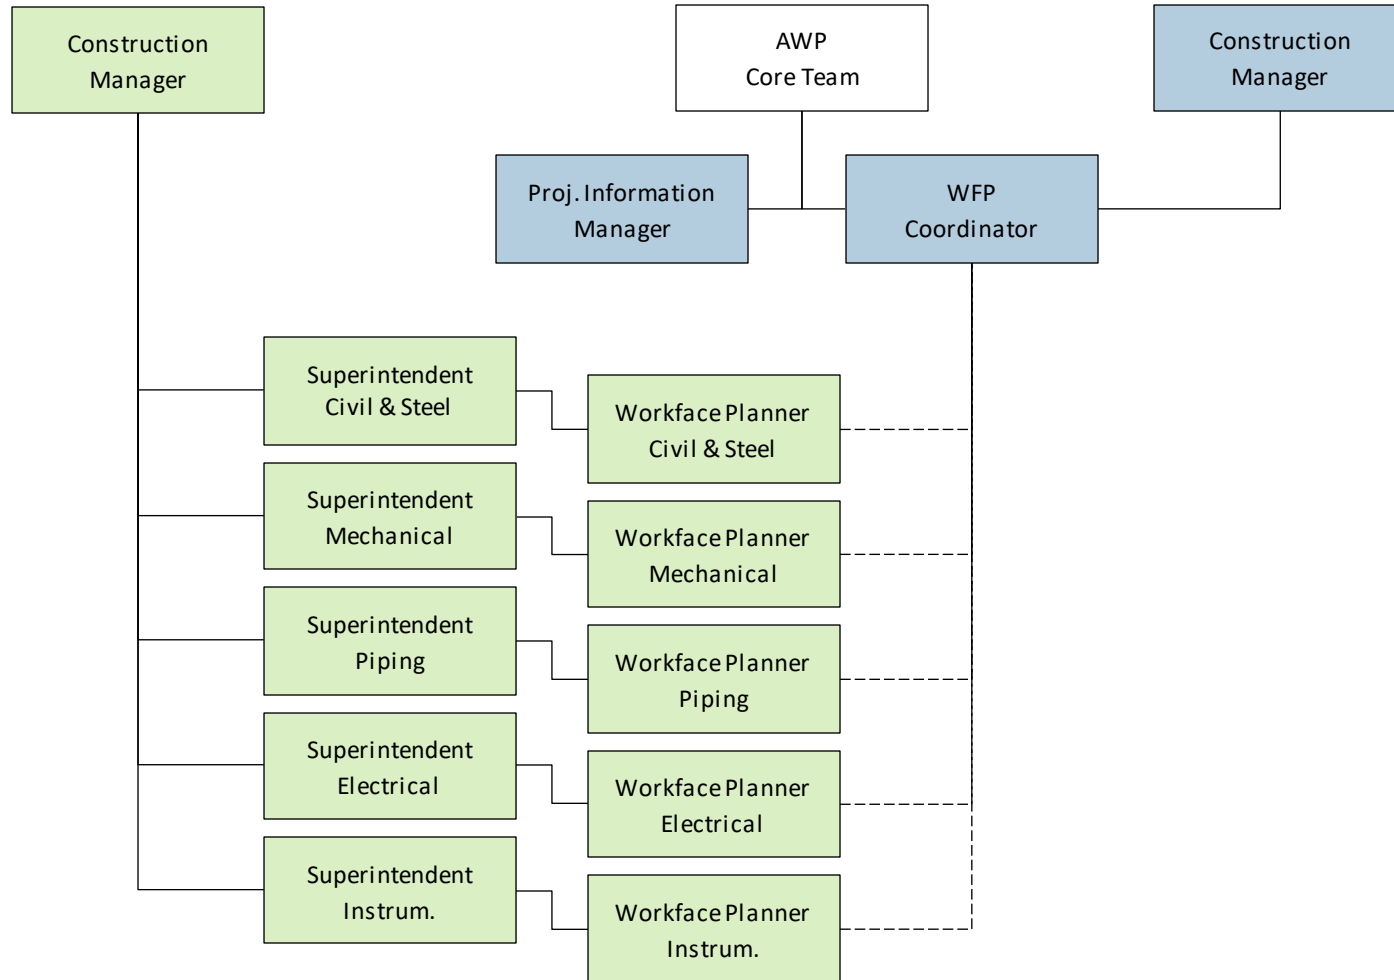 Construction
Manager
AWP
Core Team
Construction
Manager
Proj. Information
Manager
WFP
Coordinator
Superintendent
Civil & Steel
Workface Planner
Civil & Steel
Superintendent
Mechanical
Workface Planner
Mechanical
Superintendent
Piping
Workface Planner
Piping
Superintendent
Electrical
Workface Planner
Electrical
Superintendent
Instrum.
Workface Planner
Instrum.